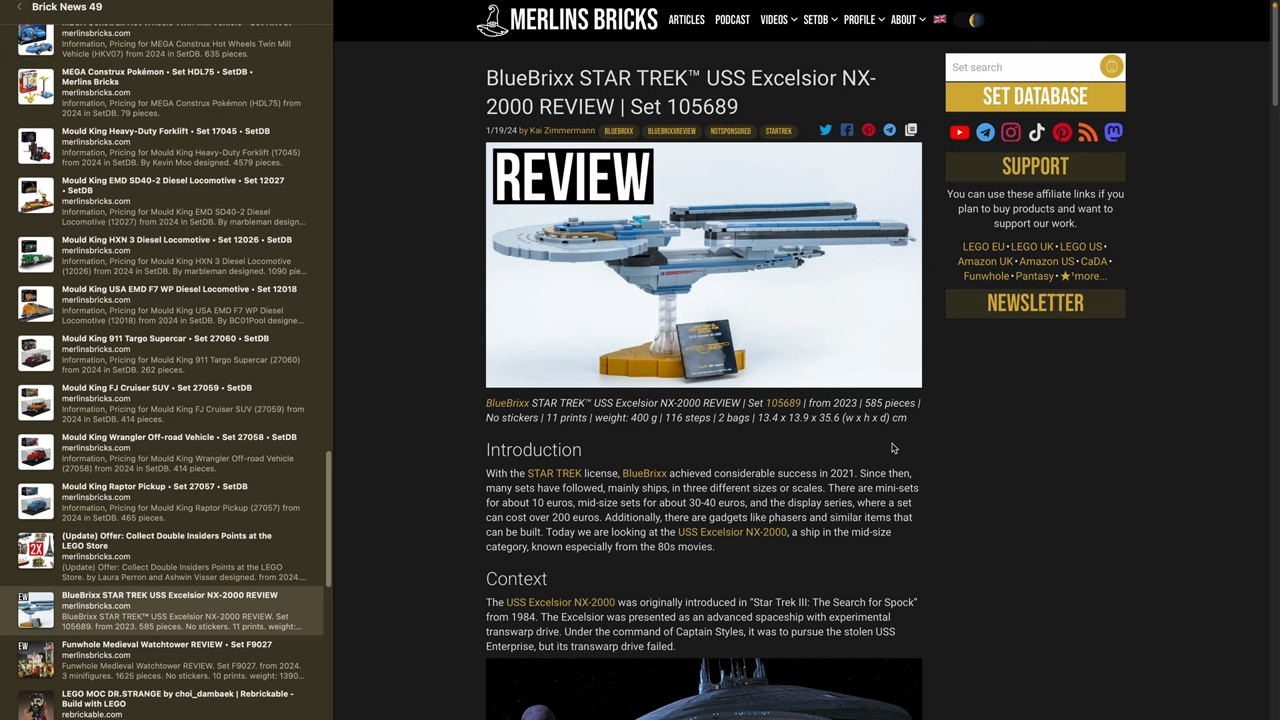 Brick News 49
MEGA Construx Hot Wheels Twin Mill Vehicle
merlinsbricks.com
Information, Pricing for MEGA Construx Hot Wheels Twin Mill
Vehicle (HKV07) from 2024 in SetDB. 635 pieces.
MEGA Construx Pokémon • Set HDL75 • SetDB •
Merlins Bricks
merlinsbricks.com
Information, Pricing for MEGA Construx Pokémon (HDL75) from
2024 in SetDB. 79 pieces.
Mould King Heavy-Duty Forklift • Set 17045 • SetDB
merlinsbricks.com
Information, Pricing for Mould King Heavy-Duty Forklift (17045)
from 2024 in SetDB. By Kevin Moo designed. 4579 pieces.
Mould King EMD SD40-2 Diesel Locomotive • Set 12027
• SetDB
merlinsbricks.com
Information, Pricing for Mould King EMD SD40-2 Diesel
Locomotive (12027) from 2024 in SetDB. By marbleman design...
Mould King HXN 3 Diesel Locomotive • Set 12026 • SetDB
merlinsbricks.com
Information, Pricing for Mould King HXN 3 Diesel Locomotive
(12026) from 2024 in SetDB. By marbleman designed. 1090 pie...
Mould King USA EMD F7 WP Diesel Locomotive • Set 12018
merlinsbricks.com
Information, Pricing for Mould King USA EMD F7 WP Diesel
Locomotive (12018) from 2024 in SetDB. By BC01Pool designe...
Mould King 911 Targo Supercar • Set 27060 • SetDB
merlinsbricks.com
Information, Pricing for Mould King 911 Targo Supercar (27060)
from 2024 in SetDB. 262 pieces.
Mould King FJ Cruiser SUV • Set 27059 • SetDB
merlinsbricks.com
Information, Pricing for Mould King FJ Cruiser SUV (27059) from
2024 in SetDB. 414 pieces.
Mould King Wrangler Off-road Vehicle • Set 27058 • SetDB
merlinsbricks.com
Information, Pricing for Mould King Wrangler Off-road Vehicle
(27058) from 2024 in SetDB. 414 pieces.
Mould King Raptor Pickup • Set 27057 • SetDB
merlinsbricks.com
Information, Pricing for Mould King Raptor Pickup (27057) from
2024 in SetDB. 465 pieces.
(Update) Offer: Collect Double Insiders Points at the
LEGO Store
merlinsbricks.com
(Update) Offer: Collect Double Insiders Points at the LEGO
Store. by Laura Perron and Ashwin Visser designed. from 2024....
2X
BlueBrixx STAR TREK USS Excelsior NX-2000 REVIEW
merlinsbricks.com
BlueBrixx STAR TREK™ USS Excelsior NX-2000 REVIEW. Set
105689. from 2023. 585 pieces. No stickers. 11 prints. weight:...
Funwhole Medieval Watchtower REVIEW • Set F9027
merlinsbricks.com
Funwhole Medieval Watchtower REVIEW. Set F9027. from 2024.
3 minifigures. 1625 pieces. No stickers. 10 prints. weight: 1390...
LEGO MOC DR.STRANGE by choi_dambaek | Rebrickable -
Build with LEGO
rebrickable.com
MERLINS BRICKS
ARTICLES PODCAST VIDEOS SETDB PROFILE ABOUT
BlueBrixx STAR TREK™ USS Excelsior NX-
2000 REVIEW | Set 105689
1/19/24 by Kai Zimmermann BLUEBRIXX BLUEBRIXXREVIEW NOTSPONSORED STARTREK
REVIEW
BlueBrixx STAR TREK™ USS Excelsior NX-2000 REVIEW | Set 105689 | from 2023 | 585 pieces |
No stickers | 11 prints | weight: 400 g | 116 steps | 2 bags | 13.4 x 13.9 x 35.6 (w x h x d) cm
Introduction
With the STAR TREK license, BlueBrixx achieved considerable success in 2021. Since then,
many sets have followed, mainly ships, in three different sizes or scales. There are mini-sets
for about 10 euros, mid-size sets for about 30-40 euros, and the display series, where a set
can cost over 200 euros. Additionally, there are gadgets like phasers and similar items that
can be built. Today we are looking at the USS Excelsior NX-2000, a ship in the mid-size
category, known especially from the 80s movies.
Context
The USS Excelsior NX-2000 was originally introduced in "Star Trek III: The Search for Spock"
from 1984. The Excelsior was presented as an advanced spaceship with experimental
transwarp drive. Under the command of Captain Styles, it was to pursue the stolen USS
Enterprise, but its transwarp drive failed.
Set search
SET DATABASE
SUPPORT
You can use these affiliate links if you
plan to buy products and want to
support our work.
LEGO EU • LEGO UK • LEGO US •
Amazon UK • Amazon US • CaDA •
Funwhole • Pantasy • ★¹more...
NEWSLETTER